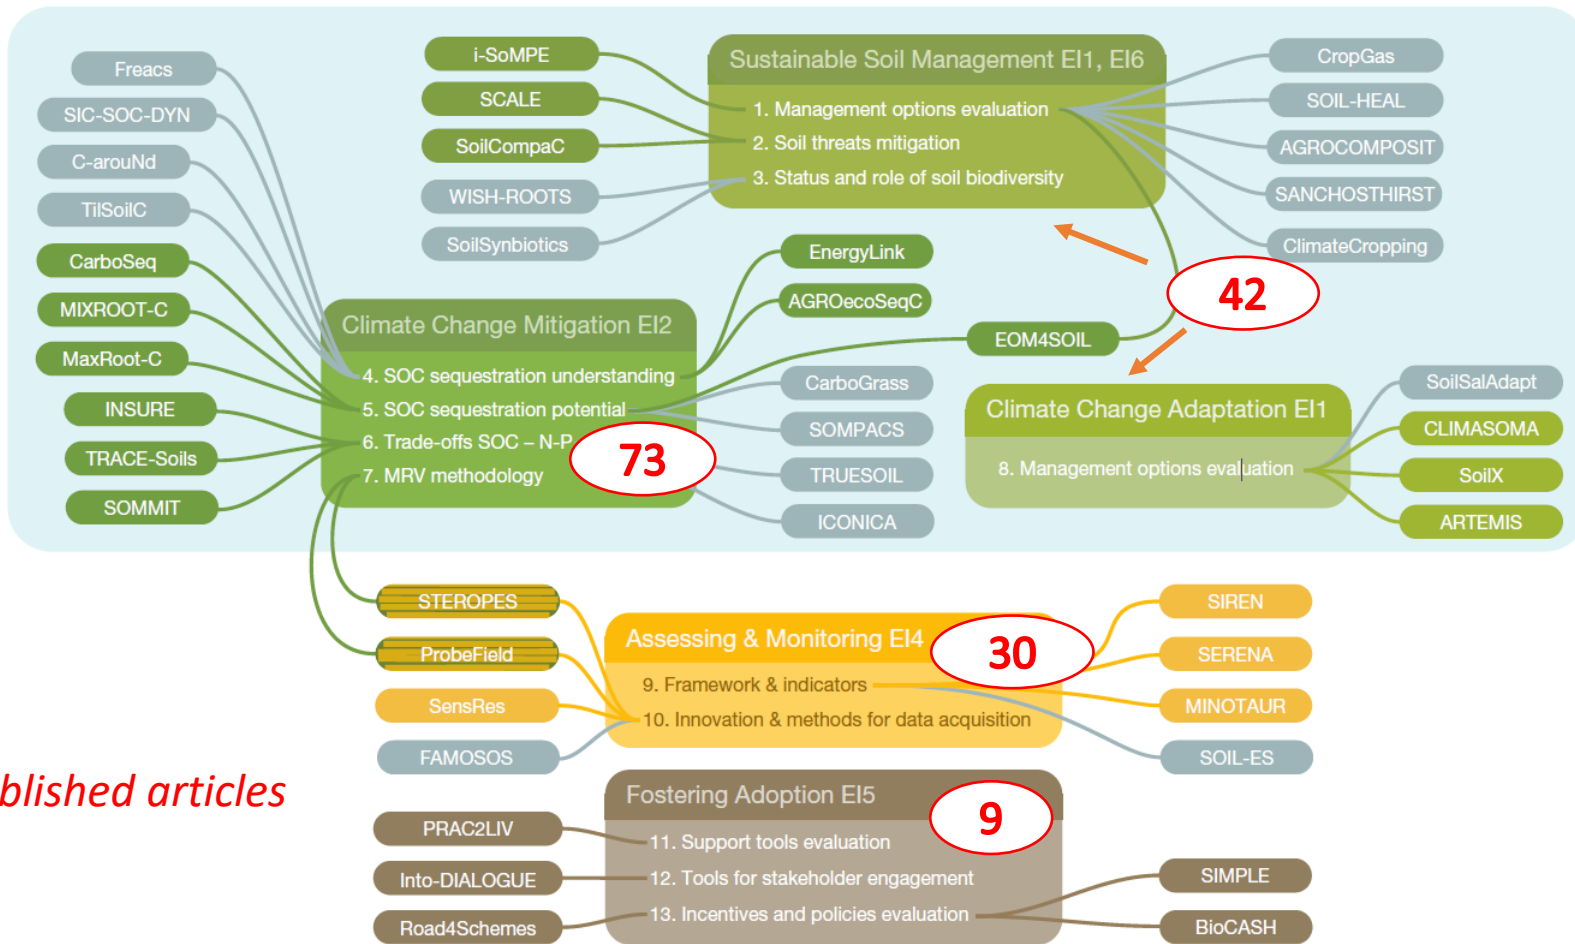 Freacs
SIC-SOC-DYN
C-arouNd
TilSoilC
CarboSeq
MIXROOT-C
MaxRoot-C
INSURE
TRACE-Soils
SOMMIT
i-SoMPE
SCALE
SoilCompaC
WISH-ROOTS
SoilSynbiotics
Sustainable Soil Management EI1, EI6
1. Management options evaluation
2. Soil threats mitigation
3. Status and role of soil biodiversity
CropGas
SOIL-HEAL
AGROCOMPOSIT
SANCHOSTHIRST
ClimateCropping
42
EnergyLink
AGROecoSeqC
EOM4SOIL
Climate Change Mitigation EI2
4. SOC sequestration understanding
5. SOC sequestration potential
6. Trade-offs SOC – N-P
7. MRV methodology
73
CarboGrass
SOMPACS
TRUESOIL
ICONICA
Climate Change Adaptation EI1
8. Management options evaluation
SoilSalAdapt
CLIMASOMA
SoilX
ARTEMIS
STEROPES
ProbeField
SensRes
FAMOSOS
Assessing & Monitoring EI4
30
9. Framework & indicators
10. Innovation & methods for data acquisition
SIREN
SERENA
MINOTAUR
SOIL-ES
blished articles
Fostering Adoption EI5
9
11. Support tools evaluation
12. Tools for stakeholder engagement
13. Incentives and policies evaluation
PRAC2LIV
Into-DIALOGUE
Road4Schemes
SIMPLE
BioCASH